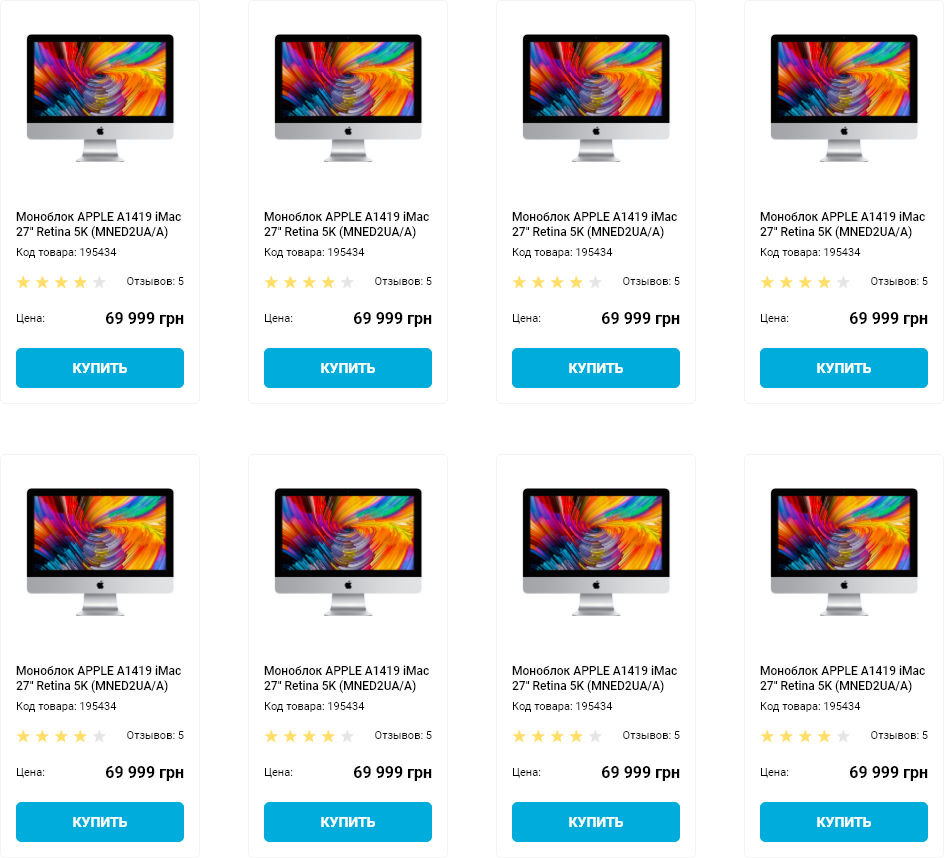 Моноблок APPLE A1419 iMac
27" Retina 5K (MNED2UA/A)
Код товара: 195434
Отзывов: 5
Цена: 69 999 грн
КУПИТЬ
Моноблок APPLE A1419 iMac
27" Retina 5K (MNED2UA/A)
Код товара: 195434
Отзывов: 5
Цена: 69 999 грн
КУПИТЬ
Моноблок APPLE A1419 iMac
27" Retina 5K (MNED2UA/A)
Код товара: 195434
Отзывов: 5
Цена: 69 999 грн
КУПИТЬ
Моноблок APPLE A1419 iMac
27" Retina 5K (MNED2UA/A)
Код товара: 195434
Отзывов: 5
Цена: 69 999 грн
КУПИТЬ
Моноблок APPLE A1419 iMac
27" Retina 5K (MNED2UA/A)
Код товара: 195434
Отзывов: 5
Цена: 69 999 грн
КУПИТЬ
Моноблок APPLE A1419 iMac
27" Retina 5K (MNED2UA/A)
Код товара: 195434
Отзывов: 5
Цена: 69 999 грн
КУПИТЬ
Моноблок APPLE A1419 iMac
27" Retina 5K (MNED2UA/A)
Код товара: 195434
Отзывов: 5
Цена: 69 999 грн
КУПИТЬ
Моноблок APPLE A1419 iMac
27" Retina 5K (MNED2UA/A)
Код товара: 195434
Отзывов: 5
Цена: 69 999 грн
КУПИТЬ